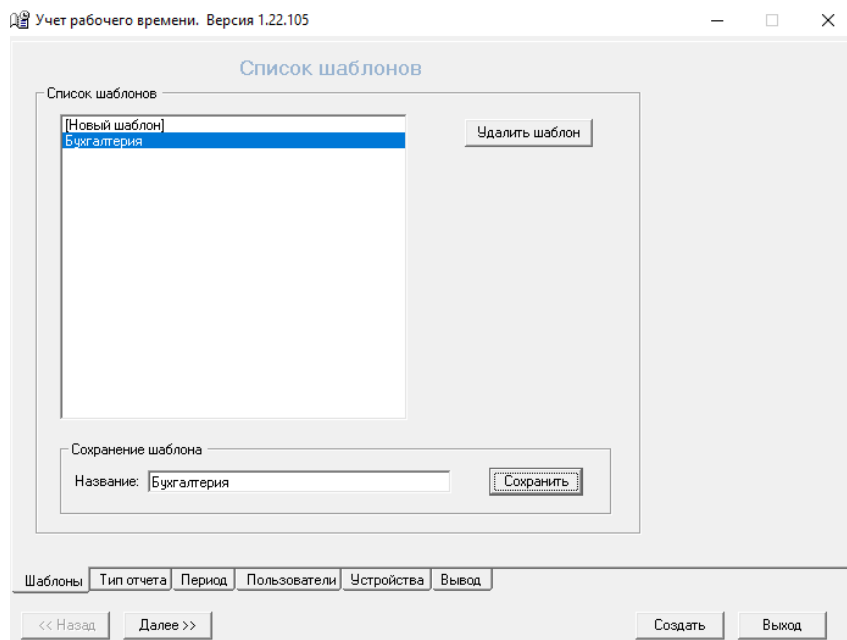 Учет рабочего времени. Версия 1.22.105
Список шаблонов
Список шаблонов
[Новый шаблон]
Бухгалтерия
Удалить шаблон
Сохранение шаблона
Название: Бухгалтерия Сохранить
Шаблоны Тип отчета Период Пользователи Устройства Вывод
<< Назад Далее >> Создать Выход